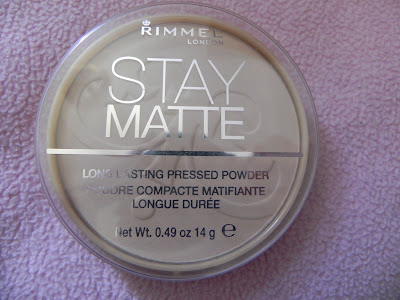 RIMMEL
LONDON
STAY
MATTE
LONG LASTING PRESSED POWDER
POUDRE COMPACTE MATIFIANTE
LONGUE DURÉE
Net Wt. 0.49 oz 14 g ℮